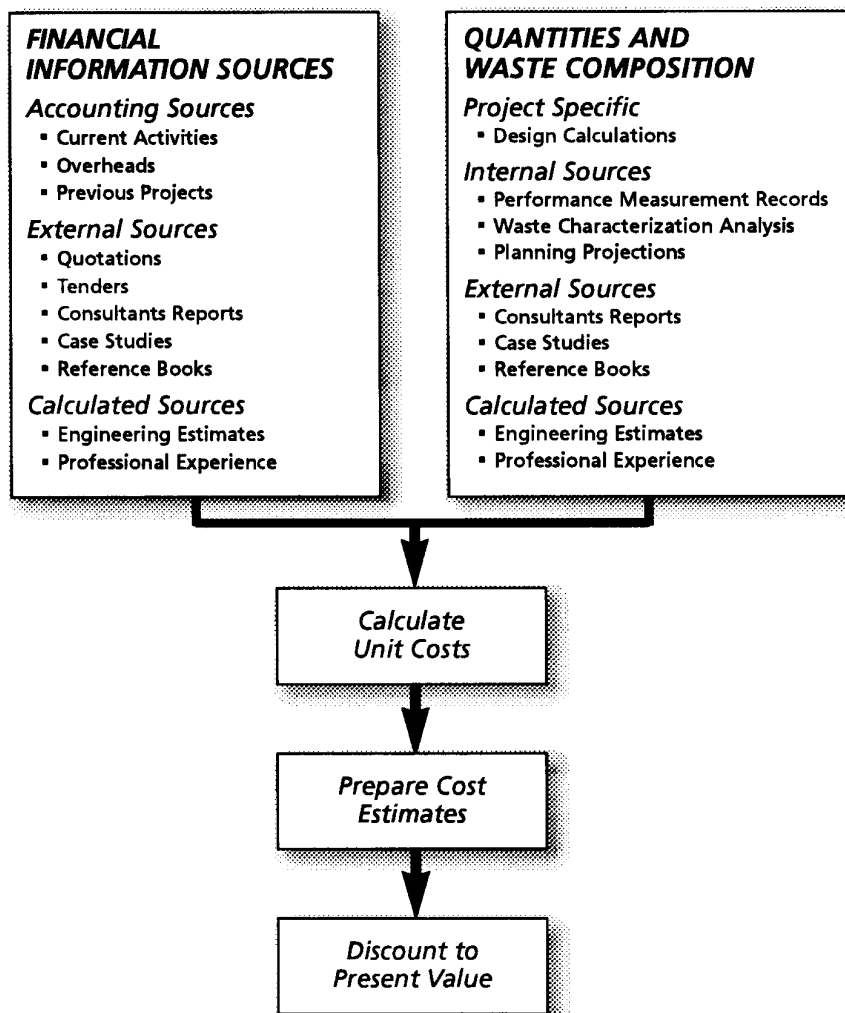 FINANCIAL
INFORMATION SOURCES
Accounting Sources
▪ Current Activities
▪ Overheads
▪ Previous Projects
External Sources
▪ Quotations
▪ Tenders
▪ Consultants Reports
▪ Case Studies
▪ Reference Books
Calculated Sources
▪ Engineering Estimates
▪ Professional Experience
QUANTITIES AND
WASTE COMPOSITION
Project Specific
▪ Design Calculations
Internal Sources
▪ Performance Measurement Records
▪ Waste Characterization Analysis
▪ Planning Projections
External Sources
▪ Consultants Reports
▪ Case Studies
▪ Reference Books
Calculated Sources
▪ Engineering Estimates
▪ Professional Experience
Calculate
Unit Costs
Prepare Cost
Estimates
Discount to
Present Value